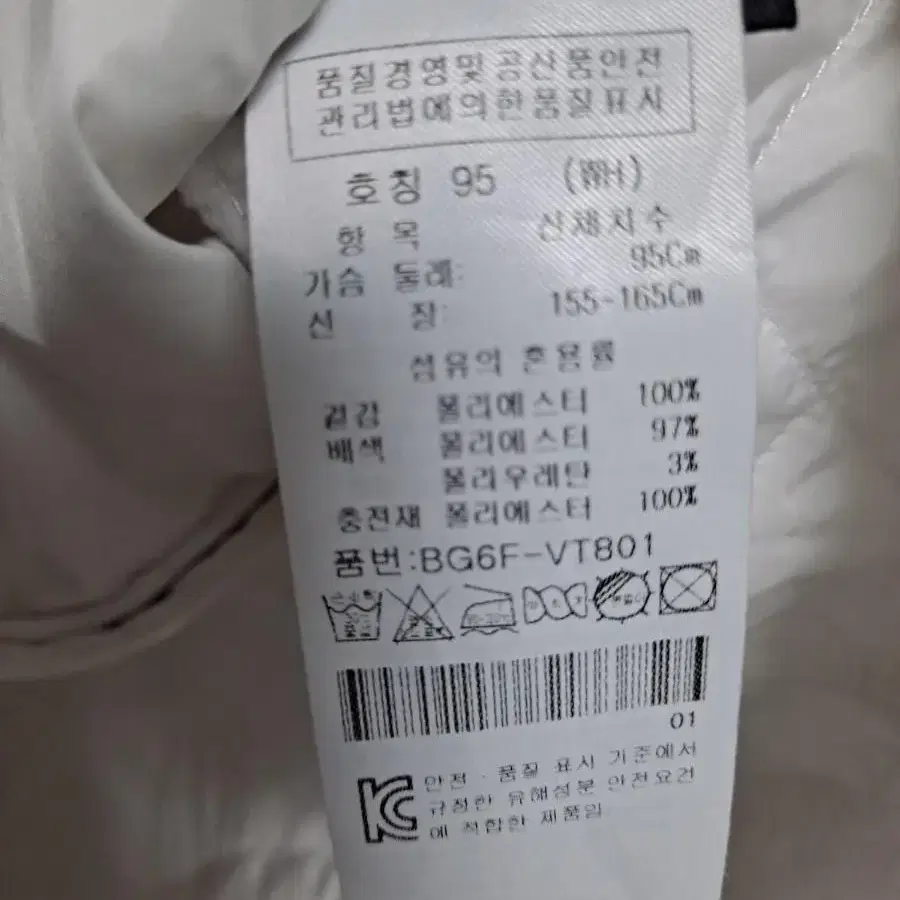 품질경영및공산품안전
관리법에의한품질표시
호칭 95 (WH)
항 목 신체치수
가슴 둘레: 95Cm
신 장: 155~165Cm
섬유의 혼용률
겉감 폴리에스터 100%
배색 폴리에스터 97%
폴리우레탄 3%
충전재 폴리에스터 100%
품번:BG6F-VT801
01
안전·품질 표시 기준에서
규정한 유해성분 안전요건
에 적합한 제품임